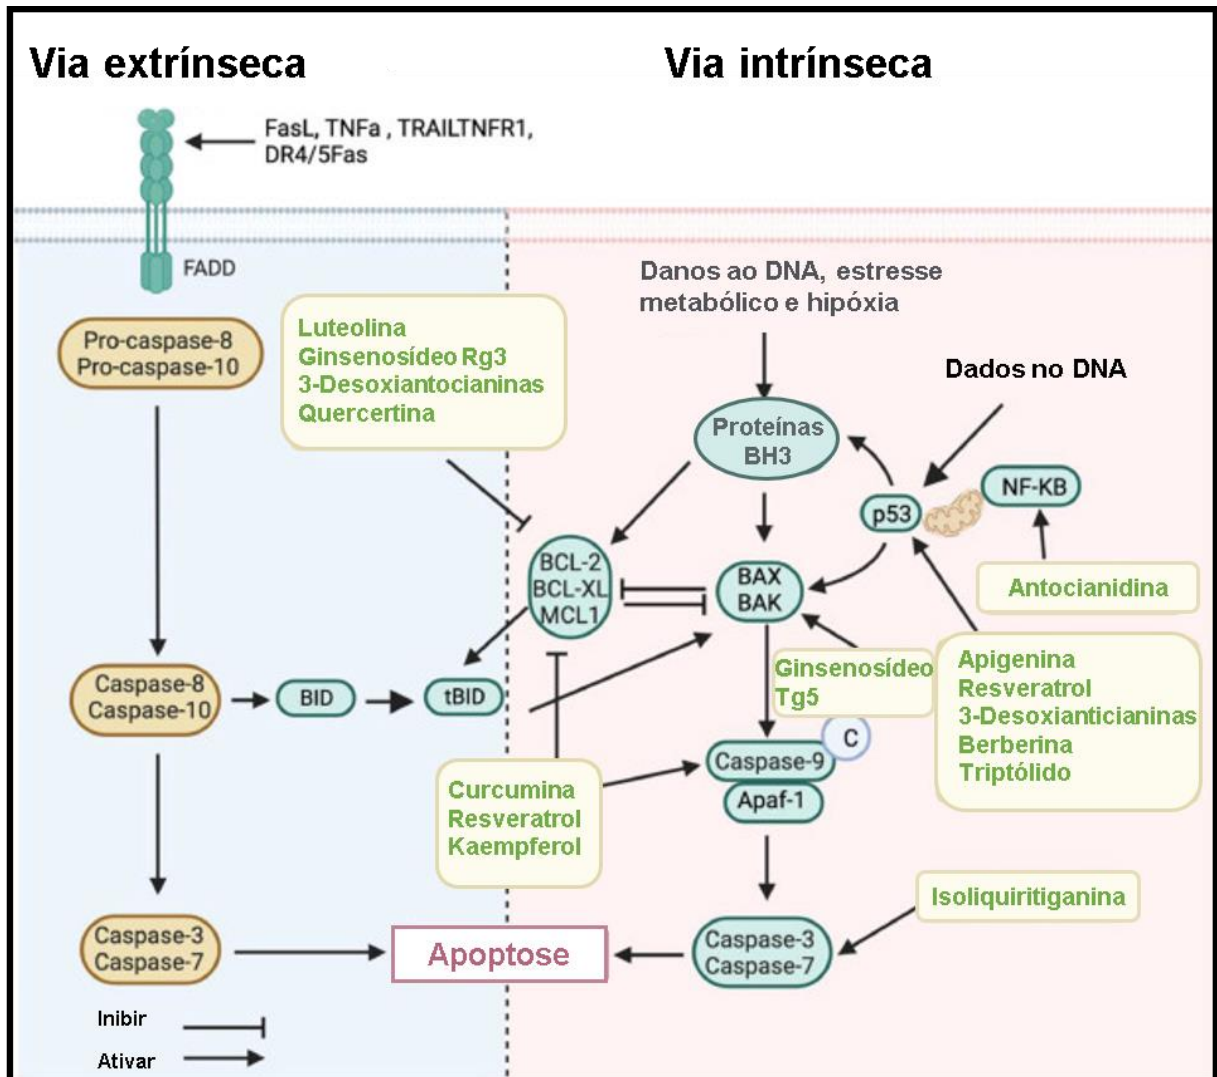 Via extrínseca
Via intrínseca
FasL, TNFa , TRAILTNFR1,
DR4/5Fas
FADD
Danos ao DNA, estresse
metabólico e hipóxia
Pro-caspase-8
Pro-caspase-10
Luteolina
Ginsenosídeo Rg3
3-Desoxiantocianinas
Quercertina
Dados no DNA
Proteínas
BH3
NF-KB
p53
BCL-2
BCL-XL
MCL1
BAX
BAK
Antocianidina
Ginsenosídeo
Tg5
Apigenina
Resveratrol
3-Desoxianticianinas
Berberina
Triptólido
Caspase-8
Caspase-10
BID
tBID
C
Caspase-9
Apaf-1
Curcumina
Resveratrol
Kaempferol
Isoliquiritiganina
Caspase-3
Caspase-7
Apoptose
Caspase-3
Caspase-7
Inibir
Ativar